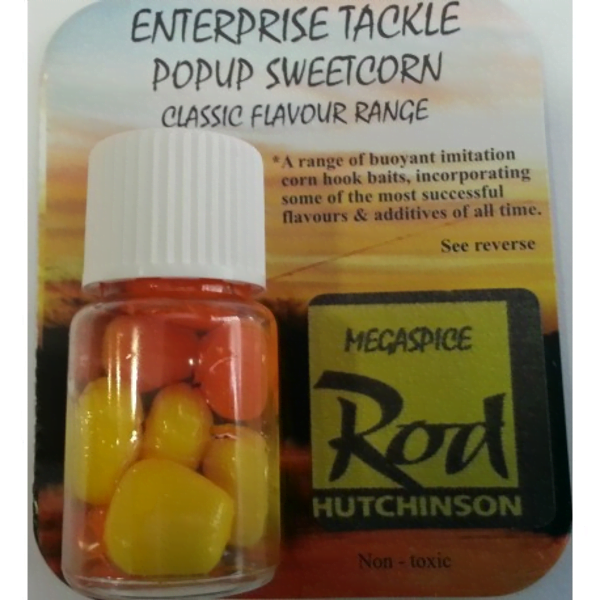 ENTERPRISE TACKLE
POPUP SWEETCORN
CLASSIC FLAVOUR RANGE
*A range of buoyant imitation
corn hook baits, incorporating
some of the most successful
flavours & additives of all time.
See reverse
MEGASPICE
Rod
HUTCHINSON
Non - toxic